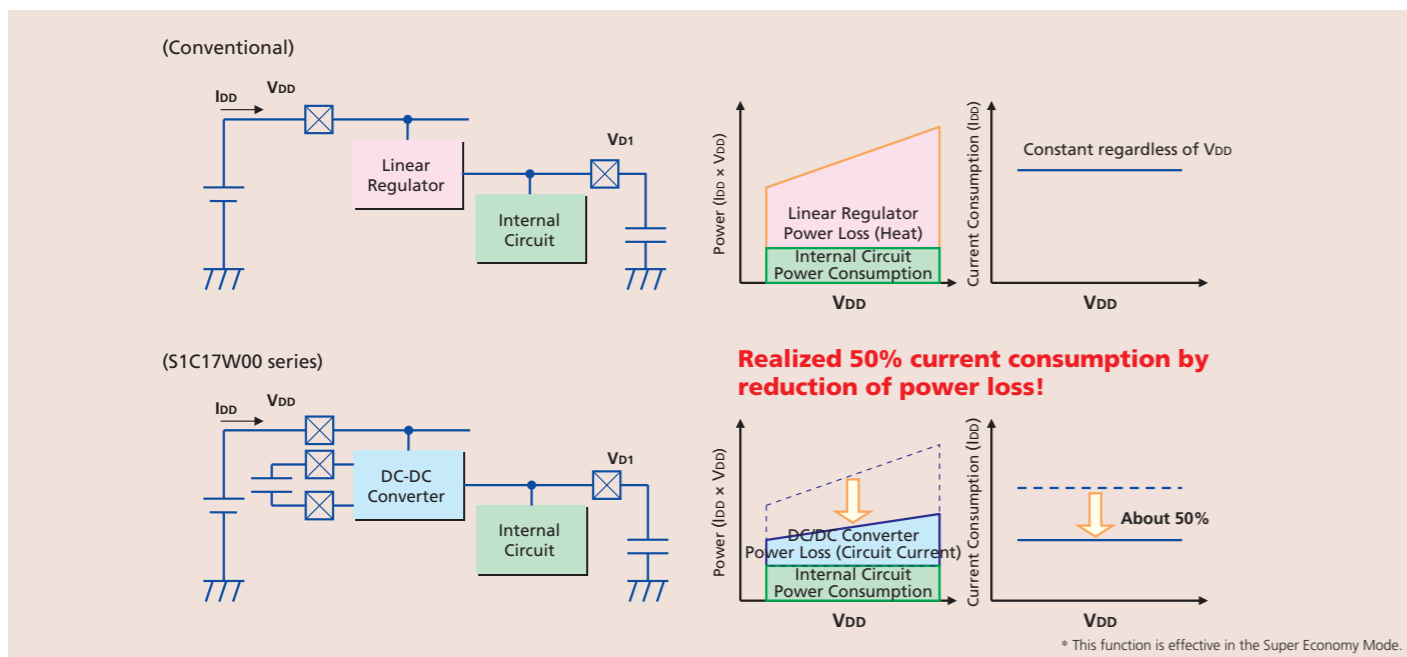 (Conventional)
IDD
VDD
Linear
Regulator
VD1
Internal
Circuit
Power (IDD × VDD)
Linear Regulator
Power Loss (Heat)
Internal Circuit
Power Consumption
VDD
Current Consumption (IDD)
Constant regardless of VDD
VDD
(S1C17W00 series)
IDD
VDD
DC-DC
Converter
VD1
Internal
Circuit
Realized 50% current consumption by
reduction of power loss!
Power (IDD × VDD)
DC/DC Converter
Power Loss (Circuit Current)
Internal Circuit
Power Consumption
VDD
Current Consumption (IDD)
About 50%
VDD
* This function is effective in the Super Economy Mode.